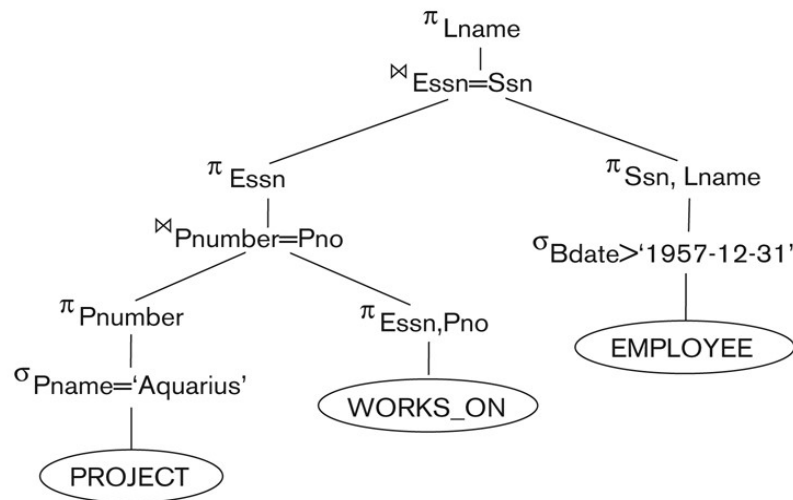 π Lname
⋈ Essn=Ssn
π Essn
π Ssn, Lname
⋈ Pnumber=Pno
σ Bdate>‘1957-12-31’
π Pnumber
π Essn,Pno
EMPLOYEE
σ Pname=‘Aquarius’
WORKS_ON
PROJECT